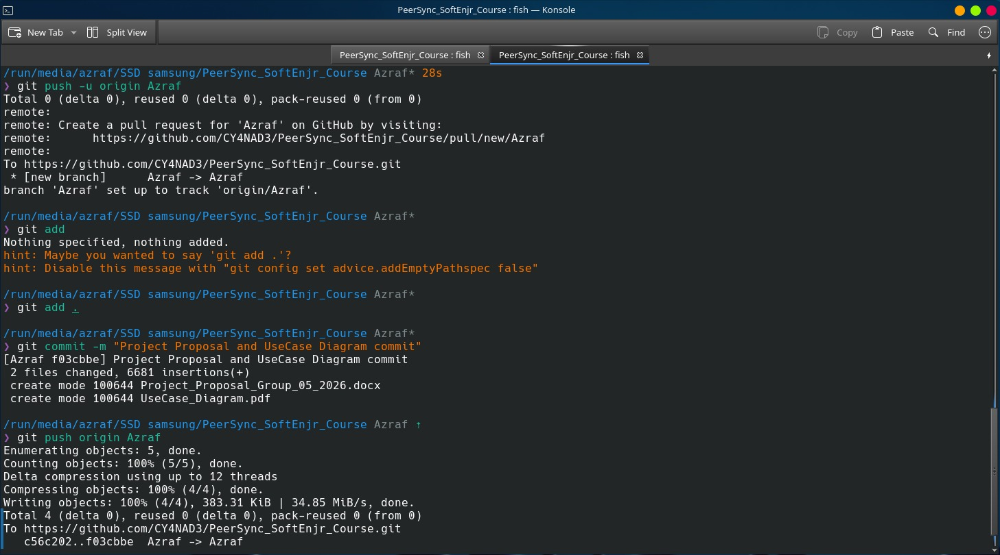 PeerSync_SoftEnjr_Course : fish — Konsole
New Tab
Split View
Copy
Paste
Find
PeerSync_SoftEnjr_Course : fish
PeerSync_SoftEnjr_Course : fish
/run/media/azraf/SSD samsung/PeerSync_SoftEnjr_Course Azraf* 28s
❯ git push -u origin Azraf
Total 0 (delta 0), reused 0 (delta 0), pack-reused 0 (from 0)
remote:
remote: Create a pull request for 'Azraf' on GitHub by visiting:
remote:      https://github.com/CY4NAD3/PeerSync_SoftEnjr_Course/pull/new/Azraf
remote:
To https://github.com/CY4NAD3/PeerSync_SoftEnjr_Course.git
 * [new branch]      Azraf -> Azraf
branch 'Azraf' set up to track 'origin/Azraf'.
/run/media/azraf/SSD samsung/PeerSync_SoftEnjr_Course Azraf*
❯ git add
Nothing specified, nothing added.
hint: Maybe you wanted to say 'git add .'?
hint: Disable this message with "git config set advice.addEmptyPathspec false"
/run/media/azraf/SSD samsung/PeerSync_SoftEnjr_Course Azraf*
❯ git add .
/run/media/azraf/SSD samsung/PeerSync_SoftEnjr_Course Azraf*
❯ git commit -m "Project Proposal and UseCase Diagram commit"
[Azraf f03cbbe] Project Proposal and UseCase Diagram commit
 2 files changed, 6681 insertions(+)
 create mode 100644 Project_Proposal_Group_05_2026.docx
 create mode 100644 UseCase_Diagram.pdf
/run/media/azraf/SSD samsung/PeerSync_SoftEnjr_Course Azraf ⇡
❯ git push origin Azraf
Enumerating objects: 5, done.
Counting objects: 100% (5/5), done.
Delta compression using up to 12 threads
Compressing objects: 100% (4/4), done.
Writing objects: 100% (4/4), 383.31 KiB | 34.85 MiB/s, done.
Total 4 (delta 0), reused 0 (delta 0), pack-reused 0 (from 0)
To https://github.com/CY4NAD3/PeerSync_SoftEnjr_Course.git
   c56c202..f03cbbe  Azraf -> Azraf